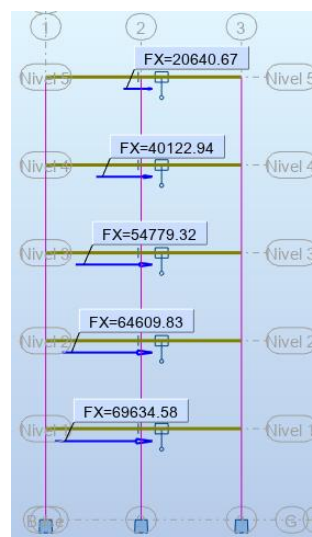 1 2 3
FX=20640.67
Nivel 5 Nivel 5
FX=40122.94
Nivel 4 Nivel 4
FX=54779.32
Nivel 3 Nivel 3
FX=64609.83
Nivel 2 Nivel 2
FX=69634.58
Nivel 1 Nivel 1
Base G